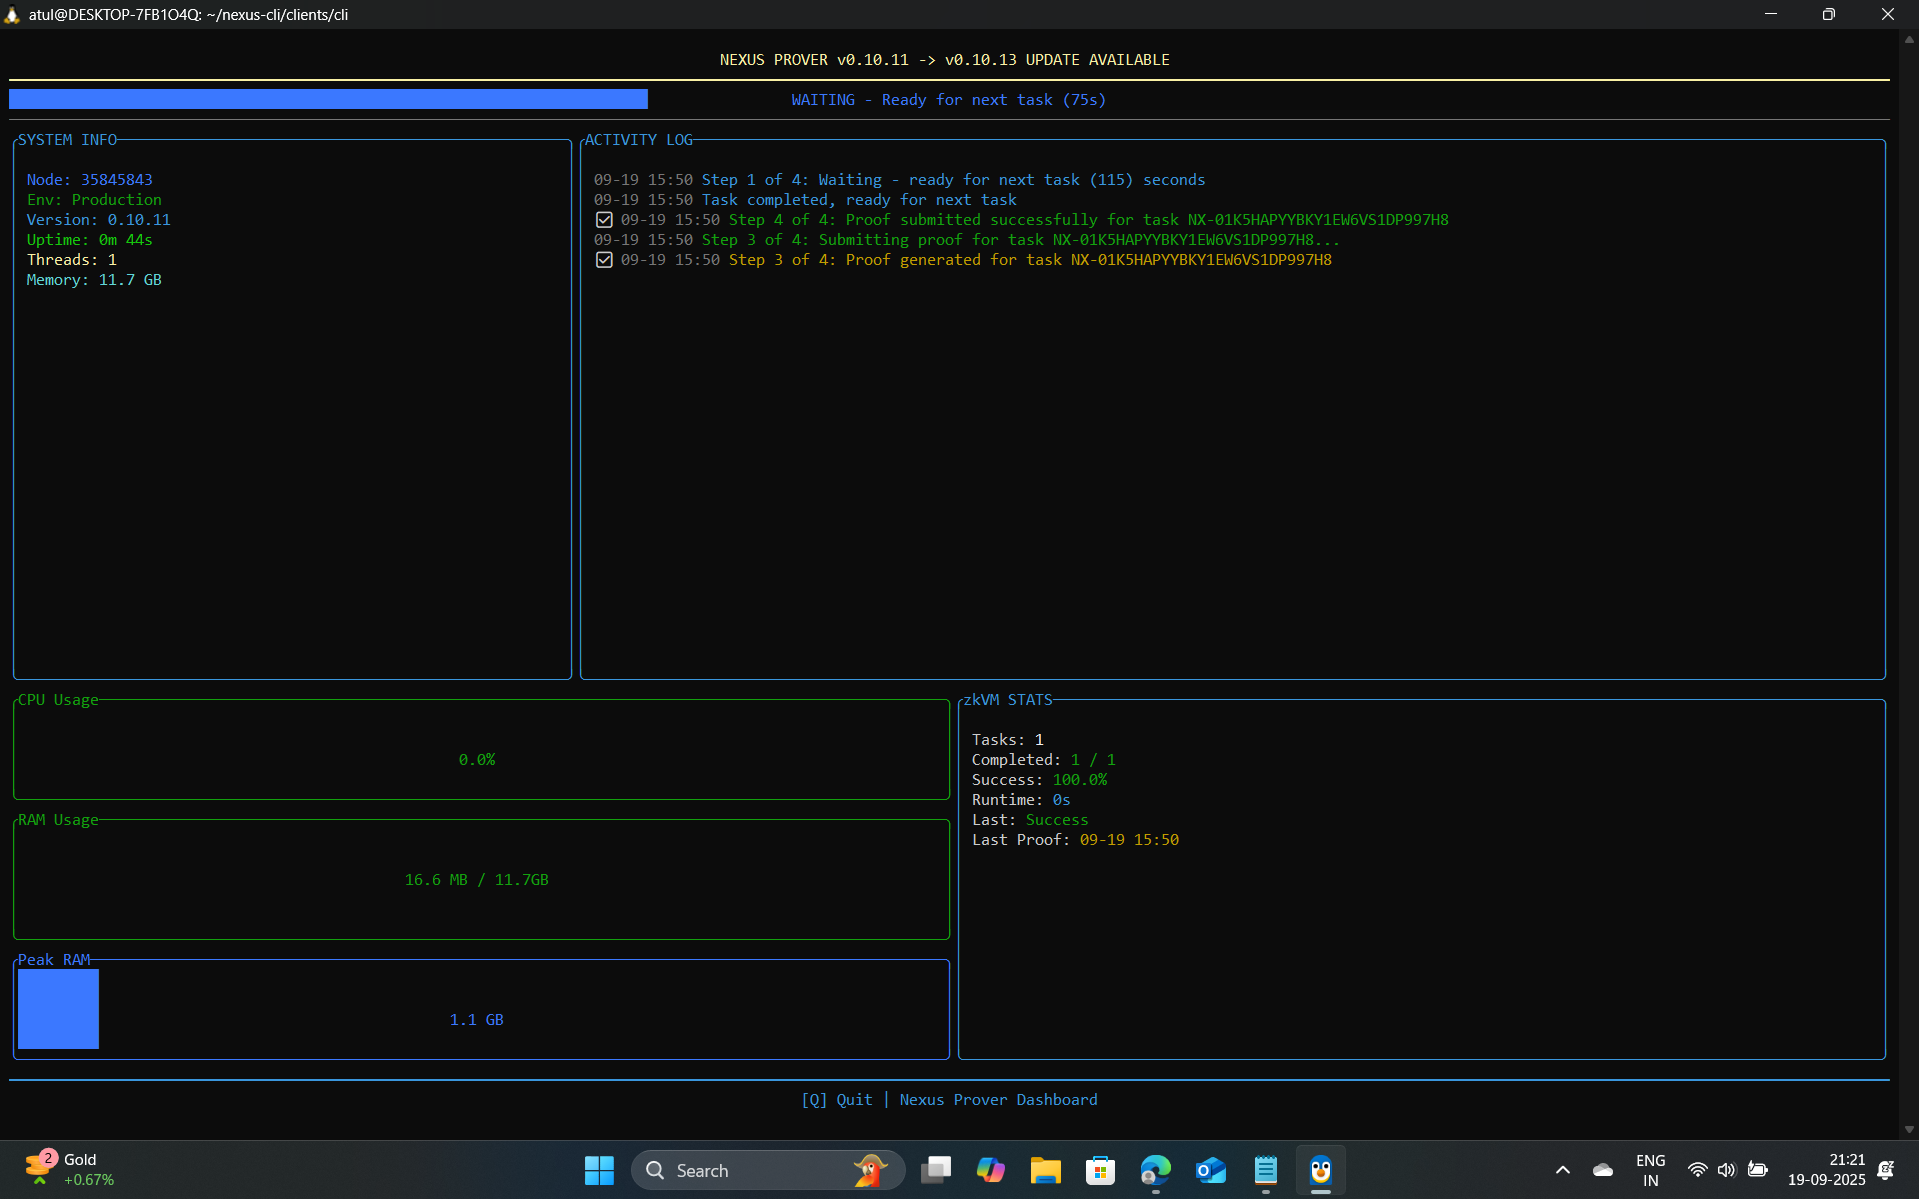 atul@DESKTOP-7FB1O4Q: ~/nexus-cli/clients/cli
NEXUS PROVER v0.10.11 -> v0.10.13 UPDATE AVAILABLE
WAITING - Ready for next task (75s)
SYSTEM INFO
Node: 35845843
Env: Production
Version: 0.10.11
Uptime: 0m 44s
Threads: 1
Memory: 11.7 GB
ACTIVITY LOG
09-19 15:50 Step 1 of 4: Waiting - ready for next task (115) seconds
09-19 15:50 Task completed, ready for next task
09-19 15:50 Step 4 of 4: Proof submitted successfully for task NX-01K5HAPYYBKY1EW6VS1DP997H8
09-19 15:50 Step 3 of 4: Submitting proof for task NX-01K5HAPYYBKY1EW6VS1DP997H8...
09-19 15:50 Step 3 of 4: Proof generated for task NX-01K5HAPYYBKY1EW6VS1DP997H8
CPU Usage
0.0%
RAM Usage
16.6 MB / 11.7GB
Peak RAM
1.1 GB
zkVM STATS
Tasks: 1
Completed: 1 / 1
Success: 100.0%
Runtime: 0s
Last: Success
Last Proof: 09-19 15:50
[Q] Quit | Nexus Prover Dashboard
2
Gold
+0.67%
Search
ENG
IN
21:21
19-09-2025